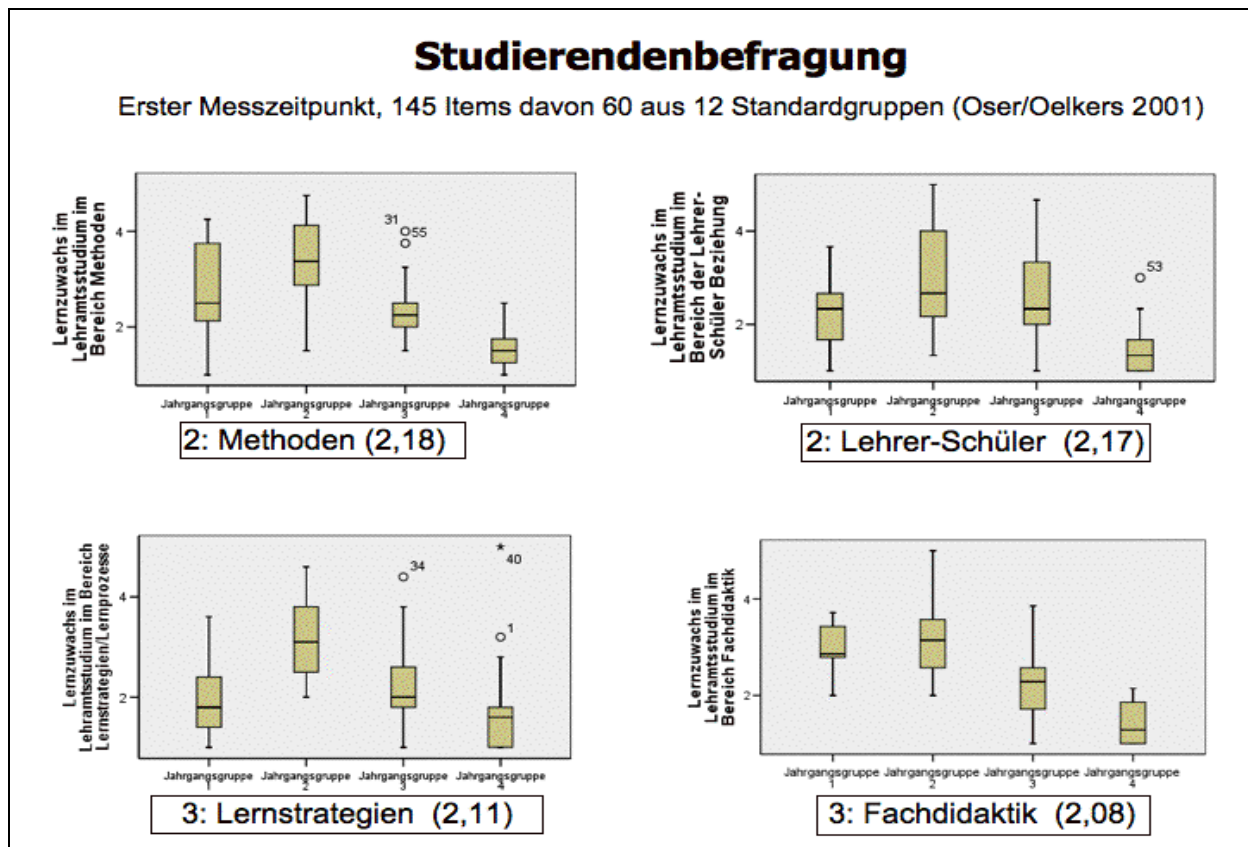 Studierendenbefragung
Erster Messzeitpunkt, 145 Items davon 60 aus 12 Standardgruppen (Oser/Oelkers 2001)
Lernzuwachs im
Lehramtsstudium im
Bereich Methoden
4
2
31
55
Jahrgangsgruppe
1
Jahrgangsgruppe
2
Jahrgangsgruppe
3
Jahrgangsgruppe
4
2: Methoden (2,18)
Lernzuwachs im
Lehramtsstudium im
Bereich der Lehrer-
Schüler Beziehung
4
2
53
Jahrgangsgruppe
1
Jahrgangsgruppe
2
Jahrgangsgruppe
3
Jahrgangsgruppe
4
2: Lehrer-Schüler (2,17)
Lernzuwachs im
Lehramtsstudium im Bereich
Lernstrategien/Lernprozesse
4
2
34
40
1
Jahrgangsgruppe
1
Jahrgangsgruppe
2
Jahrgangsgruppe
3
Jahrgangsgruppe
4
3: Lernstrategien (2,11)
Lernzuwachs im
Lehramtsstudium im
Bereich Fachdidaktik
4
2
Jahrgangsgruppe
1
Jahrgangsgruppe
2
Jahrgangsgruppe
3
Jahrgangsgruppe
4
3: Fachdidaktik (2,08)